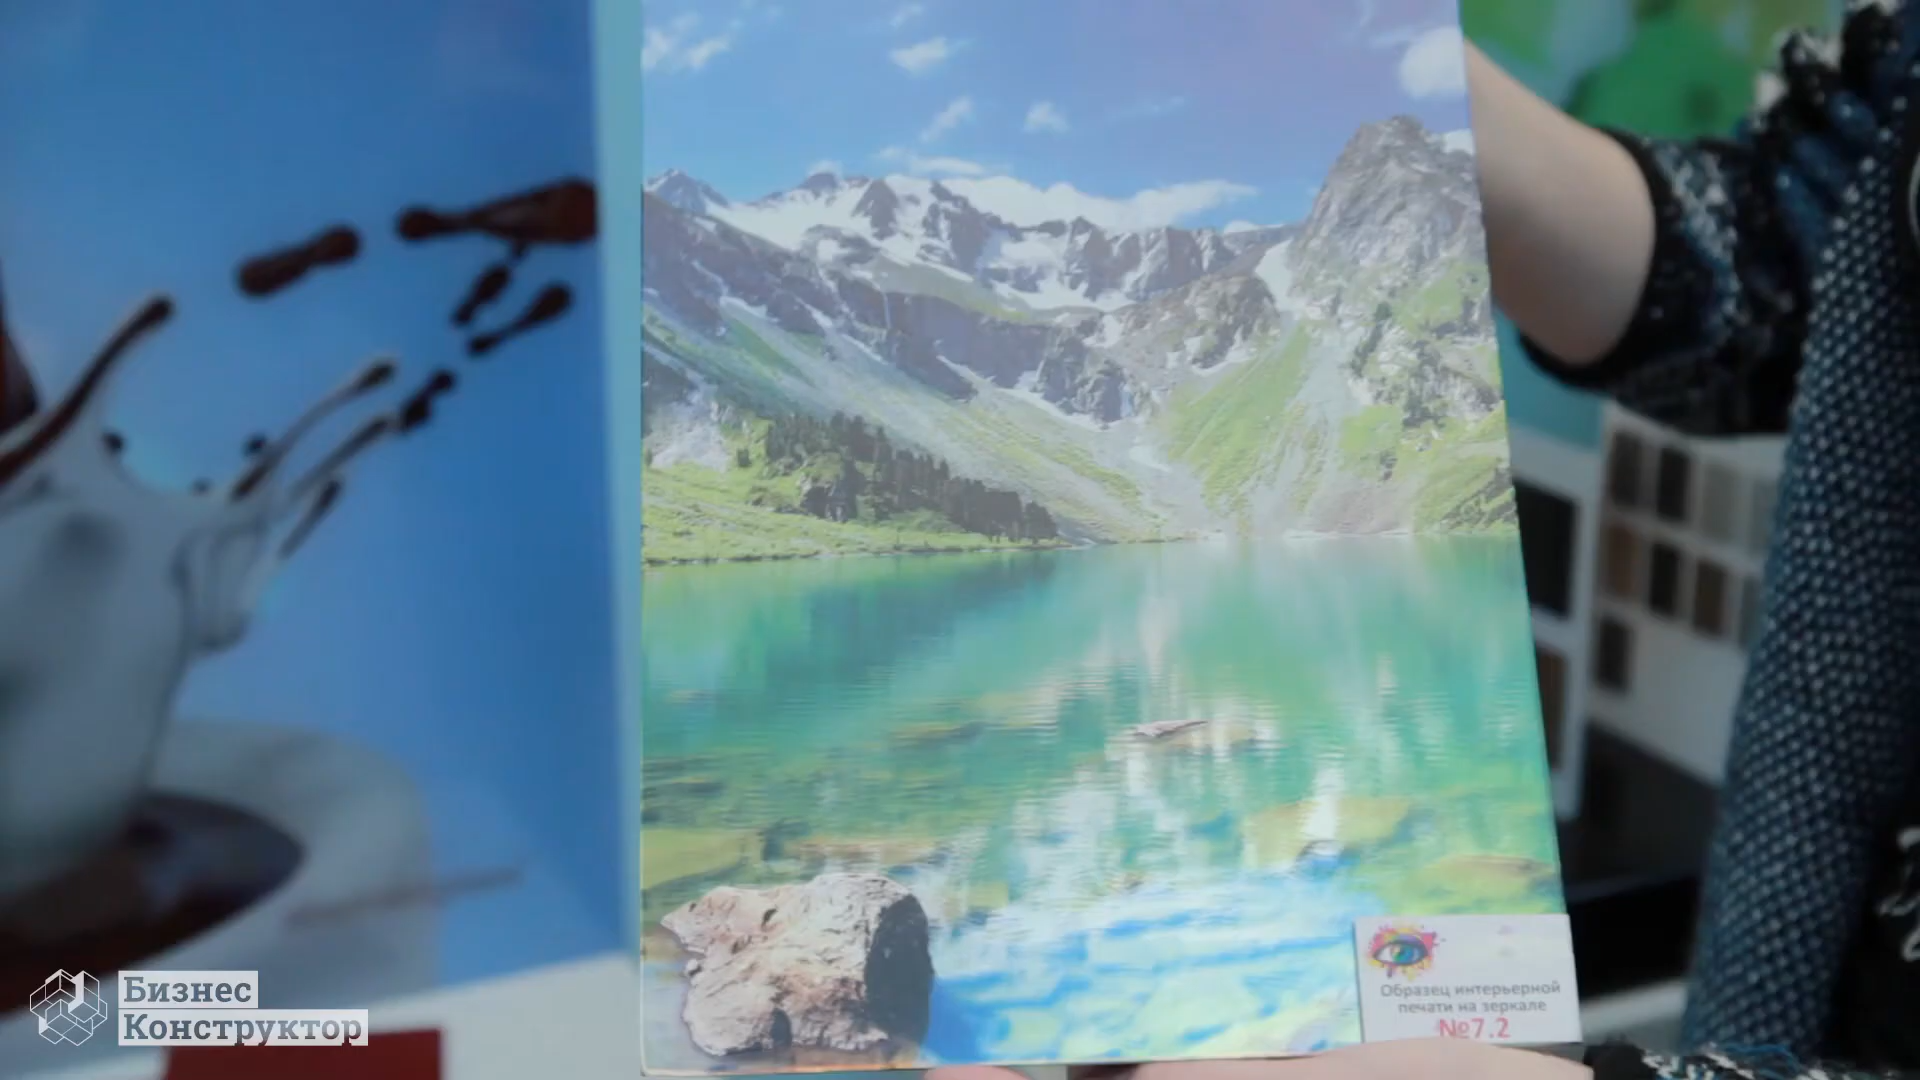 Образец интерьерной
печати на зеркале
№7.2
Бизнес
Конструктор